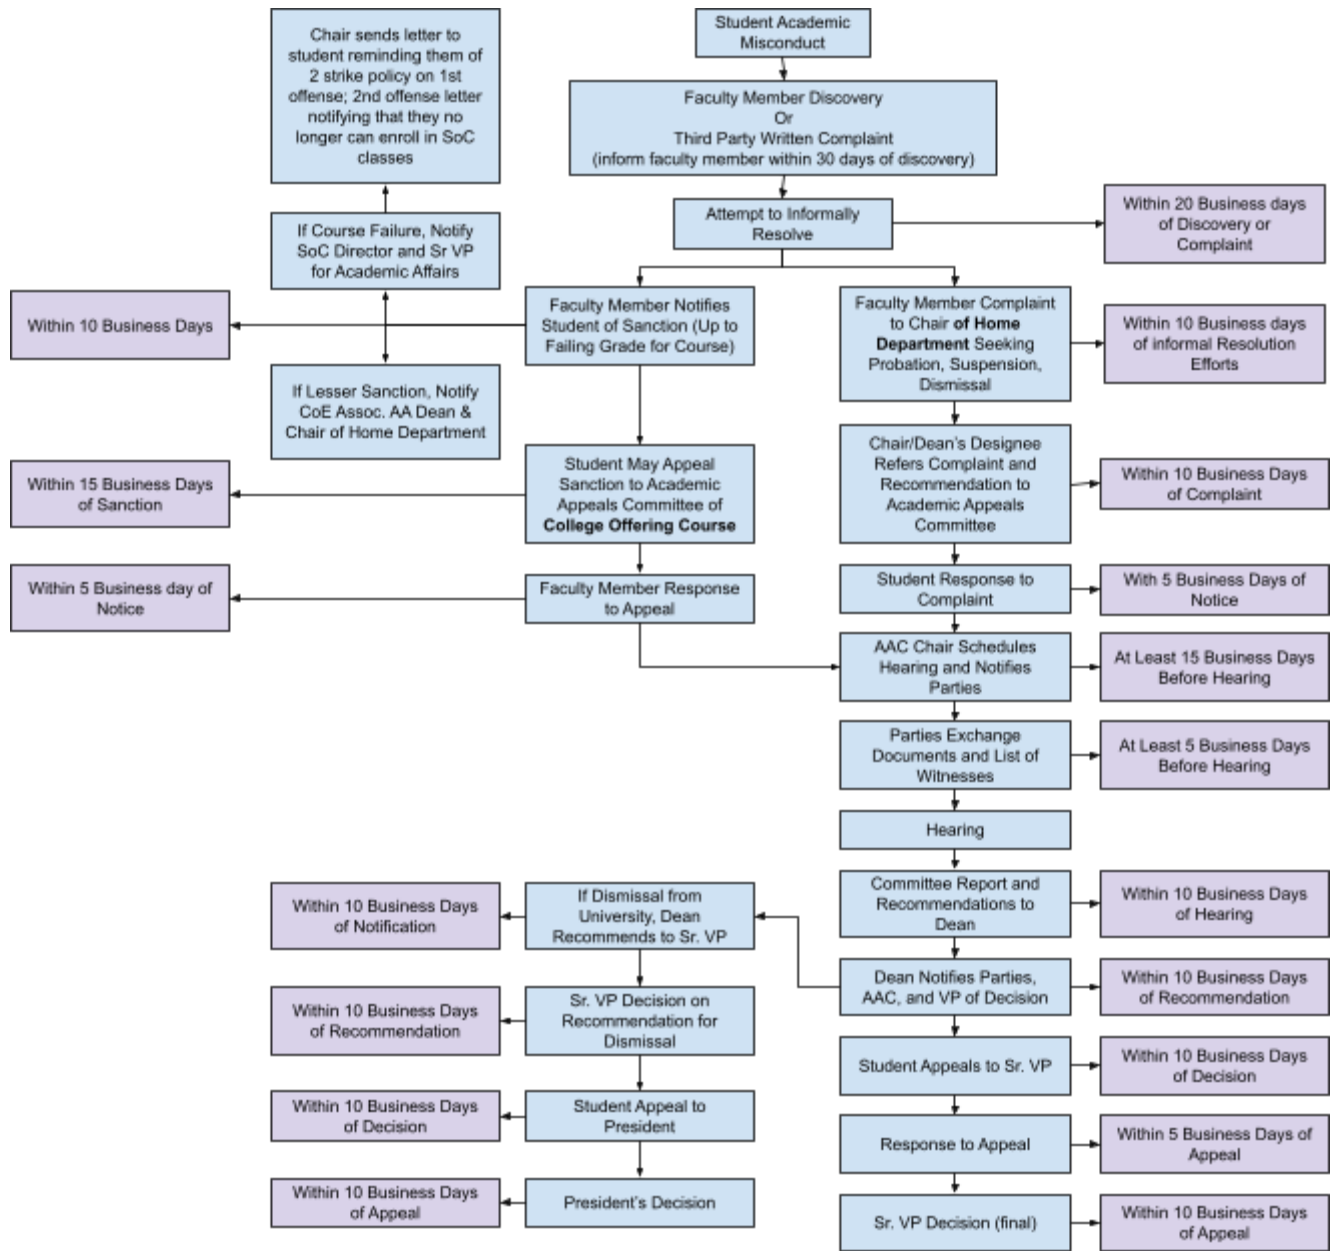 Student Academic
Misconduct
Chair sends letter to
student reminding them of
2 strike policy on 1st
offense; 2nd offense letter
notifying that they no
longer can enroll in SoC
classes
Faculty Member Discovery
Or
Third Party Written Complaint
(inform faculty member within 30 days of discovery)
Attempt to Informally
Resolve
Within 20 Business days
of Discovery or
Complaint
If Course Failure, Notify
SoC Director and Sr VP
for Academic Affairs
Within 10 Business Days
Faculty Member Notifies
Student of Sanction (Up to
Failing Grade for Course)
Faculty Member Complaint
to Chair of Home
Department Seeking
Probation, Suspension,
Dismissal
Within 10 Business days
of informal Resolution
Efforts
If Lesser Sanction, Notify
CoE Assoc. AA Dean &
Chair of Home Department
Within 15 Business Days
of Sanction
Student May Appeal
Sanction to Academic
Appeals Committee of
College Offering Course
Chair/Dean's Designee
Refers Complaint and
Recommendation to
Academic Appeals
Committee
Within 10 Business Days
of Complaint
Within 5 Business day of
Notice
Faculty Member Response
to Appeal
Student Response to
Complaint
With 5 Business Days of
Notice
AAC Chair Schedules
Hearing and Notifies
Parties
At Least 15 Business Days
Before Hearing
Parties Exchange
Documents and List of
Witnesses
At Least 5 Business Days
Before Hearing
Hearing
Committee Report and
Recommendations to
Dean
Within 10 Business Days
of Hearing
Within 10 Business Days
of Notification
If Dismissal from
University, Dean
Recommends to Sr. VP
Dean Notifies Parties,
AAC, and VP of Decision
Within 10 Business Days
of Recommendation
Within 10 Business Days
of Recommendation
Sr. VP Decision on
Recommendation for
Dismissal
Student Appeals to Sr. VP
Within 10 Business Days
of Decision
Within 10 Business Days
of Decision
Student Appeal to
President
Response to Appeal
Within 5 Business Days of
Appeal
Within 10 Business Days
of Appeal
President's Decision
Sr. VP Decision (final)
Within 10 Business Days
of Appeal